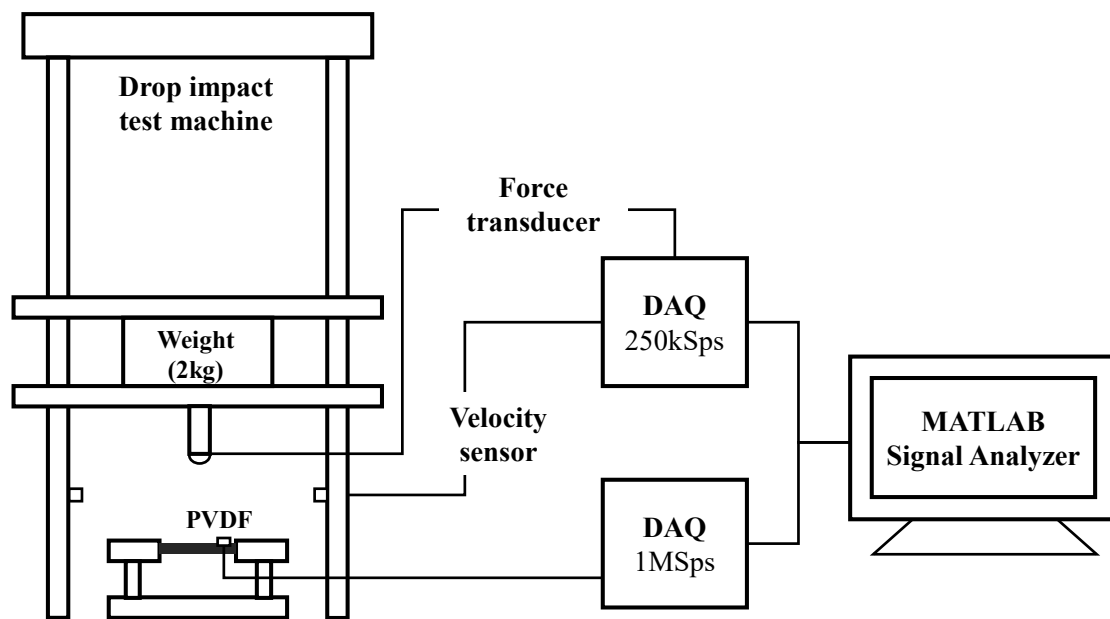 Drop impact
test machine
Force
transducer
DAQ
250kSps
Weight
(2kg)
Velocity
sensor
MATLAB
Signal Analyzer
PVDF
DAQ
1MSps